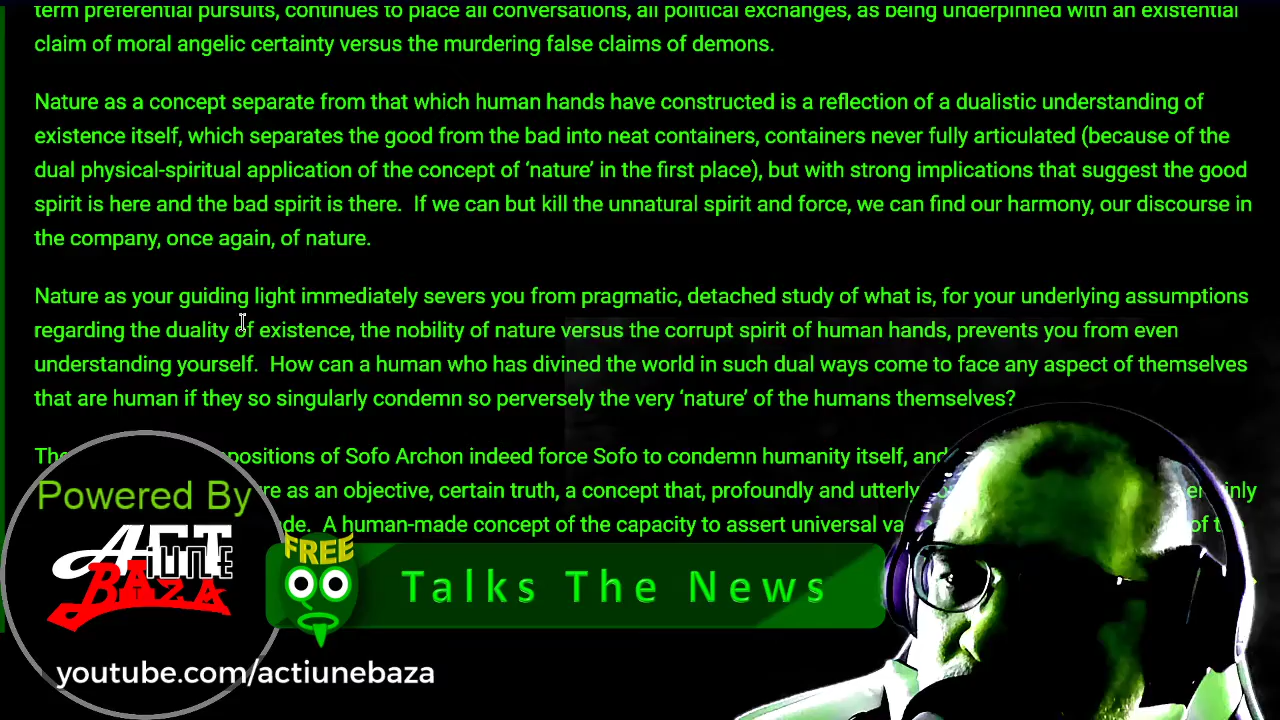 term preferential pursuits, continues to place all conversations, all political exchanges, as being underpinned with an existential
claim of moral angelic certainty versus the murdering false claims of demons.
Nature as a concept separate from that which human hands have constructed is a reflection of a dualistic understanding of
existence itself, which separates the good from the bad into neat containers, containers never fully articulated (because of the
dual physical-spiritual application of the concept of ‘nature’ in the first place), but with strong implications that suggest the good
spirit is here and the bad spirit is there.  If we can but kill the unnatural spirit and force, we can find our harmony, our discourse in
the company, once again, of nature.
Nature as your guiding light immediately severs you from pragmatic, detached study of what is, for your underlying assumptions
regarding the duality of existence, the nobility of nature versus the corrupt spirit of human hands, prevents you from even
understanding yourself.  How can a human who has divined the world in such dual ways come to face any aspect of themselves
that are human if they so singularly condemn so perversely the very ‘nature’ of the humans themselves?
of Sofo Archon indeed force Sofo to condemn humanity itself, and
as an objective, certain truth, a concept that, profoundly and utterly
A human-made concept of the capacity to assert universal of
Powered By
ACT
iUNE
BAZA
FREE
Talks The News
youtube.com/actiunebaza